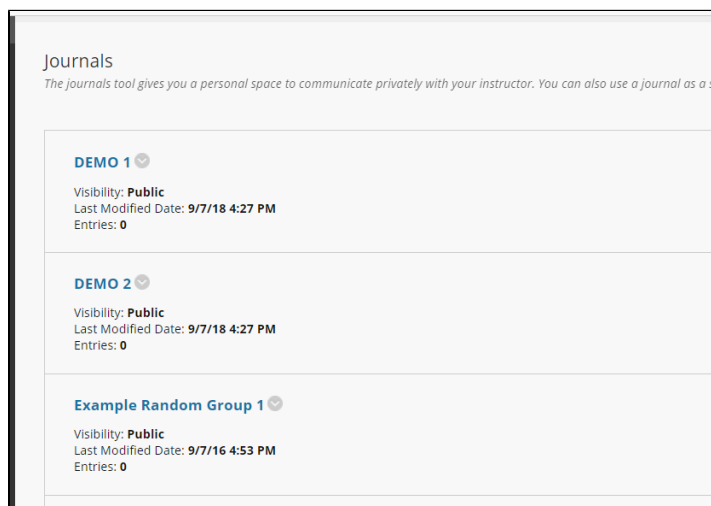 Journals
The journals tool gives you a personal space to communicate privately with your instructor. You can also use a journal as a
DEMO 1
Visibility: Public
Last Modified Date: 9/7/18 4:27 PM
Entries: 0
DEMO 2
Visibility: Public
Last Modified Date: 9/7/18 4:27 PM
Entries: 0
Example Random Group 1
Visibility: Public
Last Modified Date: 9/7/16 4:53 PM
Entries: 0